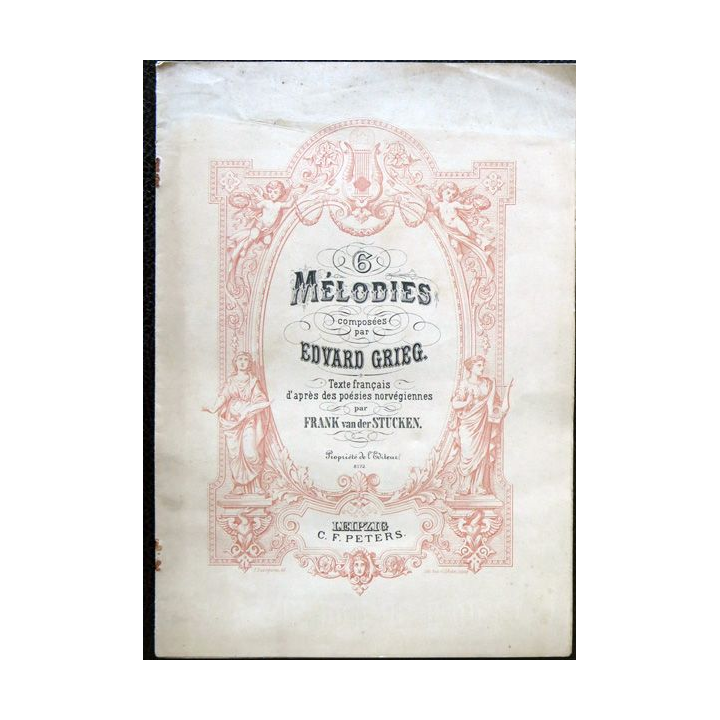 6
MÉLODIES
composées
par
EDVARD GRIEG.
Texte français
d'après des poésies norvégiennes
par
FRANK van der STUCKEN.
Propriété de l'Editeur.
LEIPZIG
C. F. PETERS.